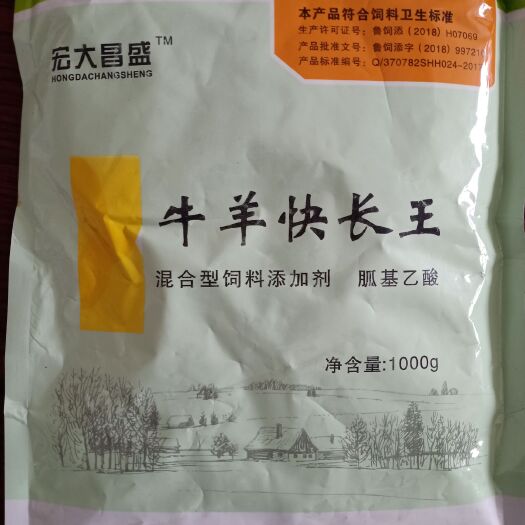 宏大昌盛™
HONGDACHANGSHENG
本产品符合饲料卫生标准
生产许可证号：鲁饲添（2018）H07069
产品批准文号：鲁饲添字（2018）99721
产品标准编号：Q/370782SHH024-2017
牛羊快长王
混合型饲料添加剂 胍基乙酸
净含量:1000g